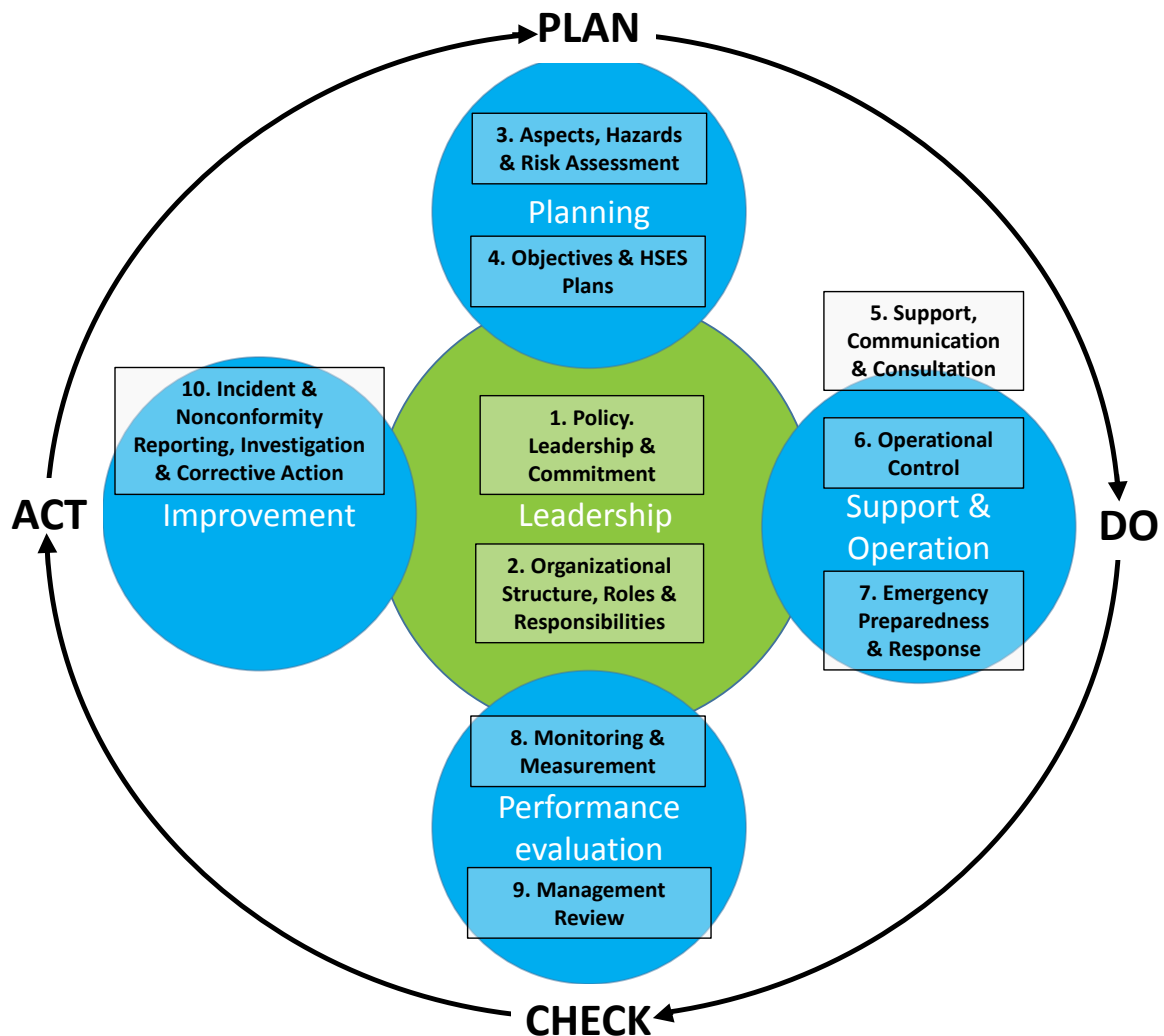 PLAN
3. Aspects, Hazards
& Risk Assessment
Planning
4. Objectives & HSES
Plans
5. Support,
Communication
& Consultation
6. Operational
Control
Support &
Operation
7. Emergency
Preparedness
& Response
DO
10. Incident &
Nonconformity
Reporting, Investigation
& Corrective Action
Improvement
ACT
1. Policy.
Leadership &
Commitment
Leadership
2. Organizational
Structure, Roles &
Responsibilities
8. Monitoring &
Measurement
Performance
evaluation
9. Management
Review
CHECK